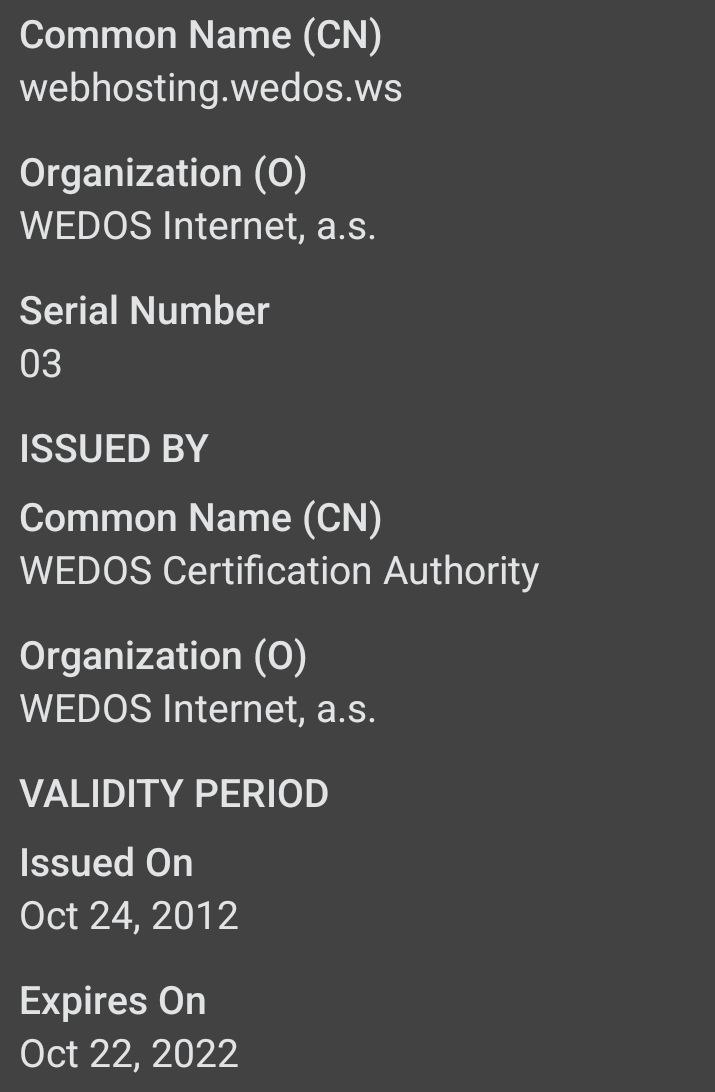 Common Name (CN)
webhosting.wedos.ws
Organization (O)
WEDOS Internet, a.s.
Serial Number
03
ISSUED BY
Common Name (CN)
WEDOS Certification Authority
Organization (O)
WEDOS Internet, a.s.
VALIDITY PERIOD
Issued On
Oct 24, 2012
Expires On
Oct 22, 2022